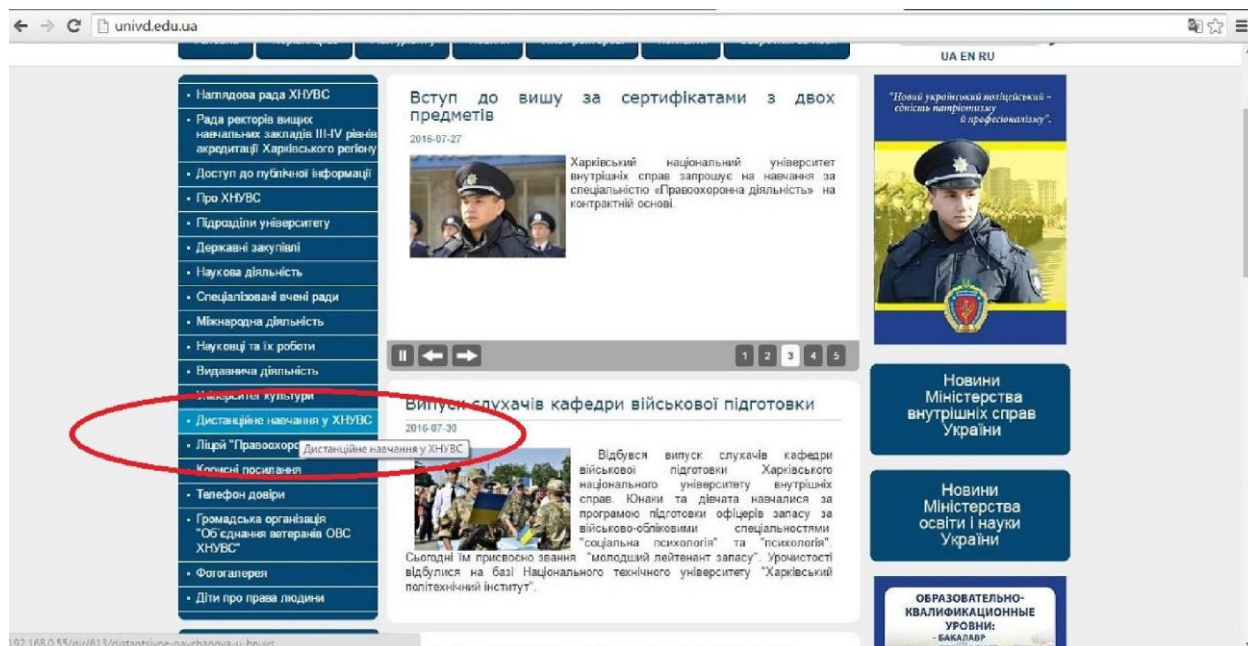 univd.edu.ua
UA EN RU
• Наглядова рада ХНУВС
• Рада ректорів вищих
навчальних закладів III-IV рівнів
акредитації Харківського регіону
• Доступ до публічної інформації
• Про ХНУВС
• Підрозділи університету
• Державні закупівлі
• Наукова діяльність
• Спеціалізовані вчені ради
• Міжнародна діяльність
• Науковці та їх роботи
• Видавнича діяльність
• Університет культури
• Дистанційне навчання у ХНУВС
• Ліцей "Правоохоро
Дистанційне навчання у ХНУВС
• Корисні посилання
• Телефон довіри
• Громадська організація
"Об'єднання ветеранів ОВС
ХНУВС"
• Фотогалерея
• Діти про права людини
Вступ до вишу за сертифікатами з двох
предметів
2016-07-27
Харківський національний університет
внутрішніх справ запрошує на навчання за
спеціальністю «Правоохоронна діяльність» на
контрактній основі.
1 2 3 4 5
Випуск слухачів кафедри військової підготовки
2016-07-30
Відбувся випуск слухачів кафедри
військової підготовки Харківського
національного університету внутрішніх
справ. Юнаки та дівчата навчалися за
програмою підготовки офіцерів запасу за
військово-обліковими спеціальностями
"соціальна психологія" та "психологія".
Сьогодні їм присвоєно звання "молодший лейтенант запасу". Урочистості
відбулися на базі Національного технічного університету "Харківський
політехнічний інститут".
"Новий український поліцейський –
єдність патріотизму
й професіоналізму".
Новини
Міністерства
внутрішніх справ
України
Новини
Міністерства
освіти і науки
України
ОБРАЗОВАТЕЛЬНО-
КВАЛИФИКАЦИОННЫЕ
УРОВНИ:
- БАКАЛАВР
192.168.0.55/dir/613/distantsiyne-navchannya-u-hnuvs